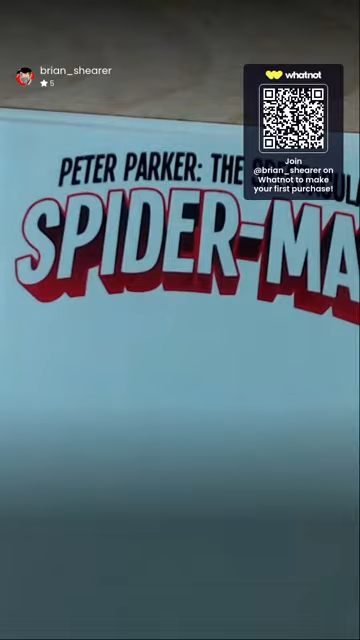 brian_shearer
★ 5
whatnot
Join
@brian_shearer on
Whatnot to make
your first purchase!
PETER PARKER: THE
SPIDER-MA